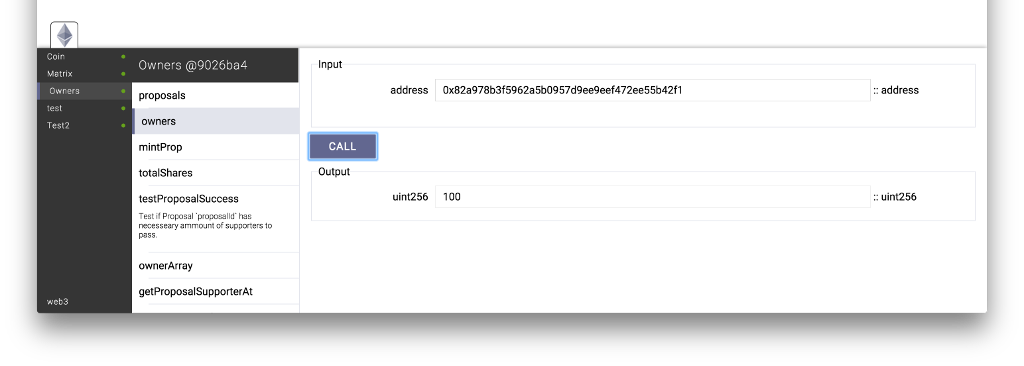 Coin
Matrix
Owners
test
Test2
web3
Owners @9026ba4
proposals
owners
mintProp
totalShares
testProposalSuccess
Test if Proposal `proposalId` has
necesseary ammount of supporters to
pass.
ownerArray
getProposalSupporterAt
Input
address 0x82a978b3f5962a5b0957d9ee9eef472ee55b42f1 :: address
CALL
Output
uint256 100 :: uint256